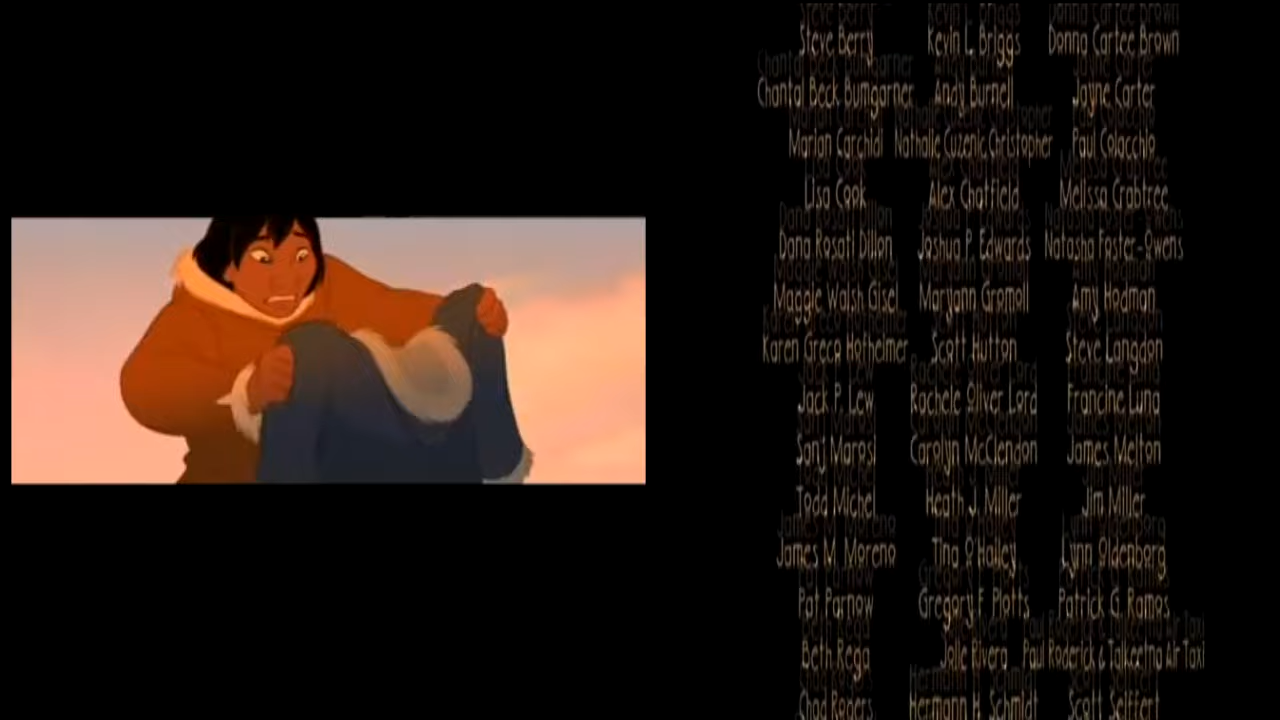 Steve Berry Kevin L. Briggs Donna Cartee Brown
Chantal Beck Bumgarner Andy Burnell Jayne Carter
Marian Carchidi Nathalie Cuzenic Christopher Paul Colacchio
Lisa Cook Alex Chatfield Melissa Crabtree
Dana Rosati Dillon Joshua P. Edwards Natasha Foster-Owens
Maggie Walsh Gisel Maryann Gromoll Amy Hodman
Karen Greco Hofheimer Scott Hutton Steve Langdon
Jack P. Lew Rachele Oliver Lord Francine Luna
Sanj Marosi Carolyn McClendon James Melton
Todd Michel Heath J. Miller Jim Miller
James M. Moreno Tina O'Hailey Lynn Oldenborg
Pat Parnow Gregory F. Plotts Patrick G. Ramos
Beth Rega Jolie Rivera Paul Roderick & Talkeetna Air Taxi
Chad Rogers Hermann H. Schmidt Scott Seiffert